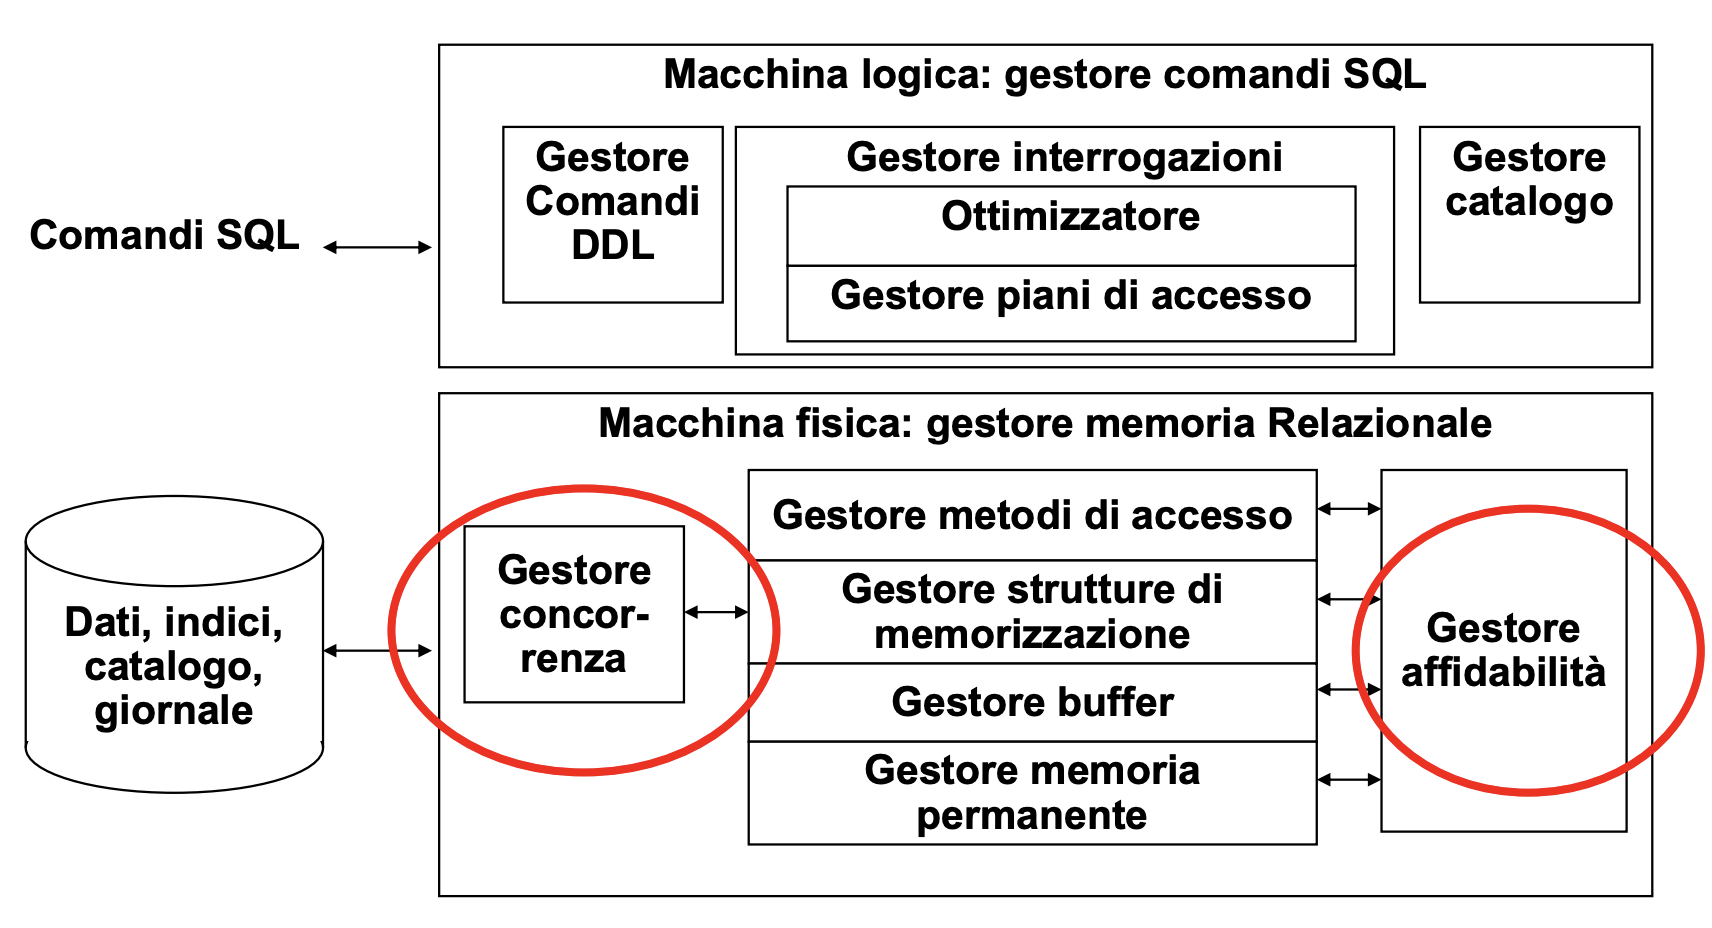 Macchina logica: gestore comandi SQL
Gestore
Comandi
DDL
Gestore interrogazioni
Ottimizzatore
Gestore piani di accesso
Gestore
catalogo
Comandi SQL
Macchina fisica: gestore memoria Relazionale
Dati, indici,
catalogo,
giornale
Gestore
concor-
renza
Gestore metodi di accesso
Gestore strutture di
memorizzazione
Gestore buffer
Gestore memoria
permanente
Gestore
affidabilità